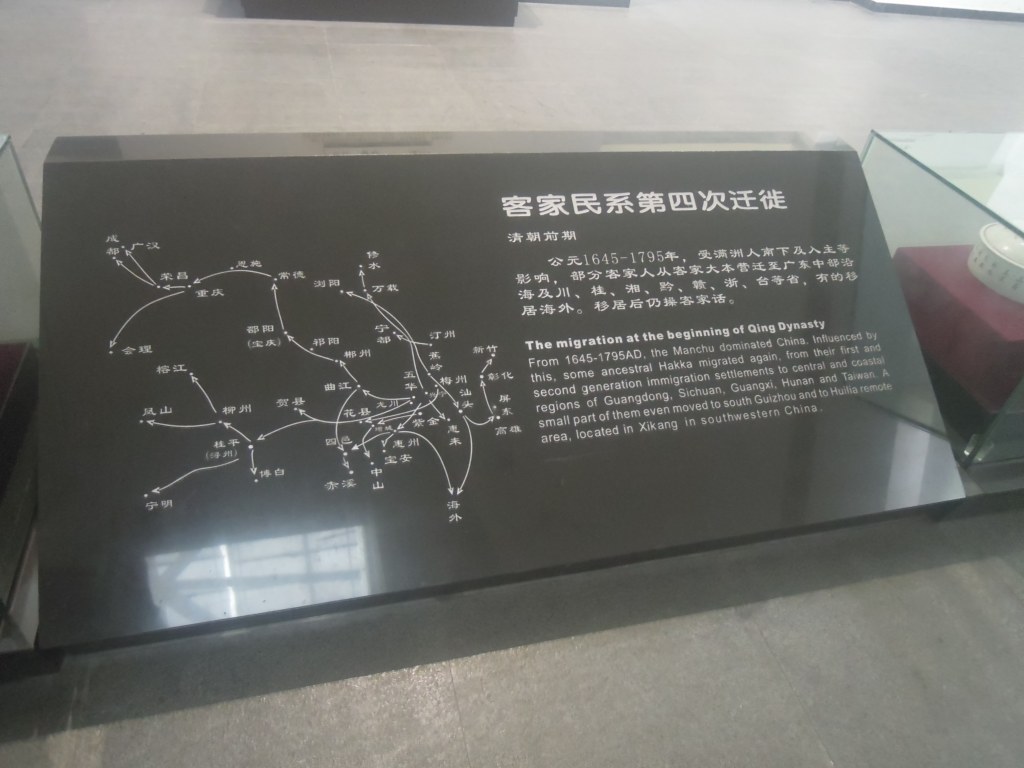 客家民系第四次迁徙
清朝前期
公元1645-1795年，受满洲人南下及入主等
影响，部分客家人从客家大本营迁至广东中部沿
海及川、桂、湘、黔、赣、浙、台等省，有的移
居海外。移居后仍操客家话。
The migration at the beginning of Qing Dynasty
From 1645-1795AD, the Manchu dominated China. Influenced by
this, some ancestral Hakka migrated again, from their first and
second generation immigration settlements to central and coastal
regions of Guangdong, Sichuan, Guangxi, Hunan and Taiwan. A
small part of them even moved to south Guizhou and to Huilia remote
area, located in Xikang in southwestern China.
成都
广汉
荣昌
重庆
恩施
常德
浏阳
修水
万载
会理
邵阳
(宝庆)
祁阳
郴州
宁都
汀州
蕉岭
新竹
彰化
榕江
曲江
五华
梅州
汕头
屏东
凤山
柳州
贺县
花县
紫金
惠来
高雄
桂平
(浔州)
四邑
惠州
宝安
博白
赤溪
中山
宁明
海外